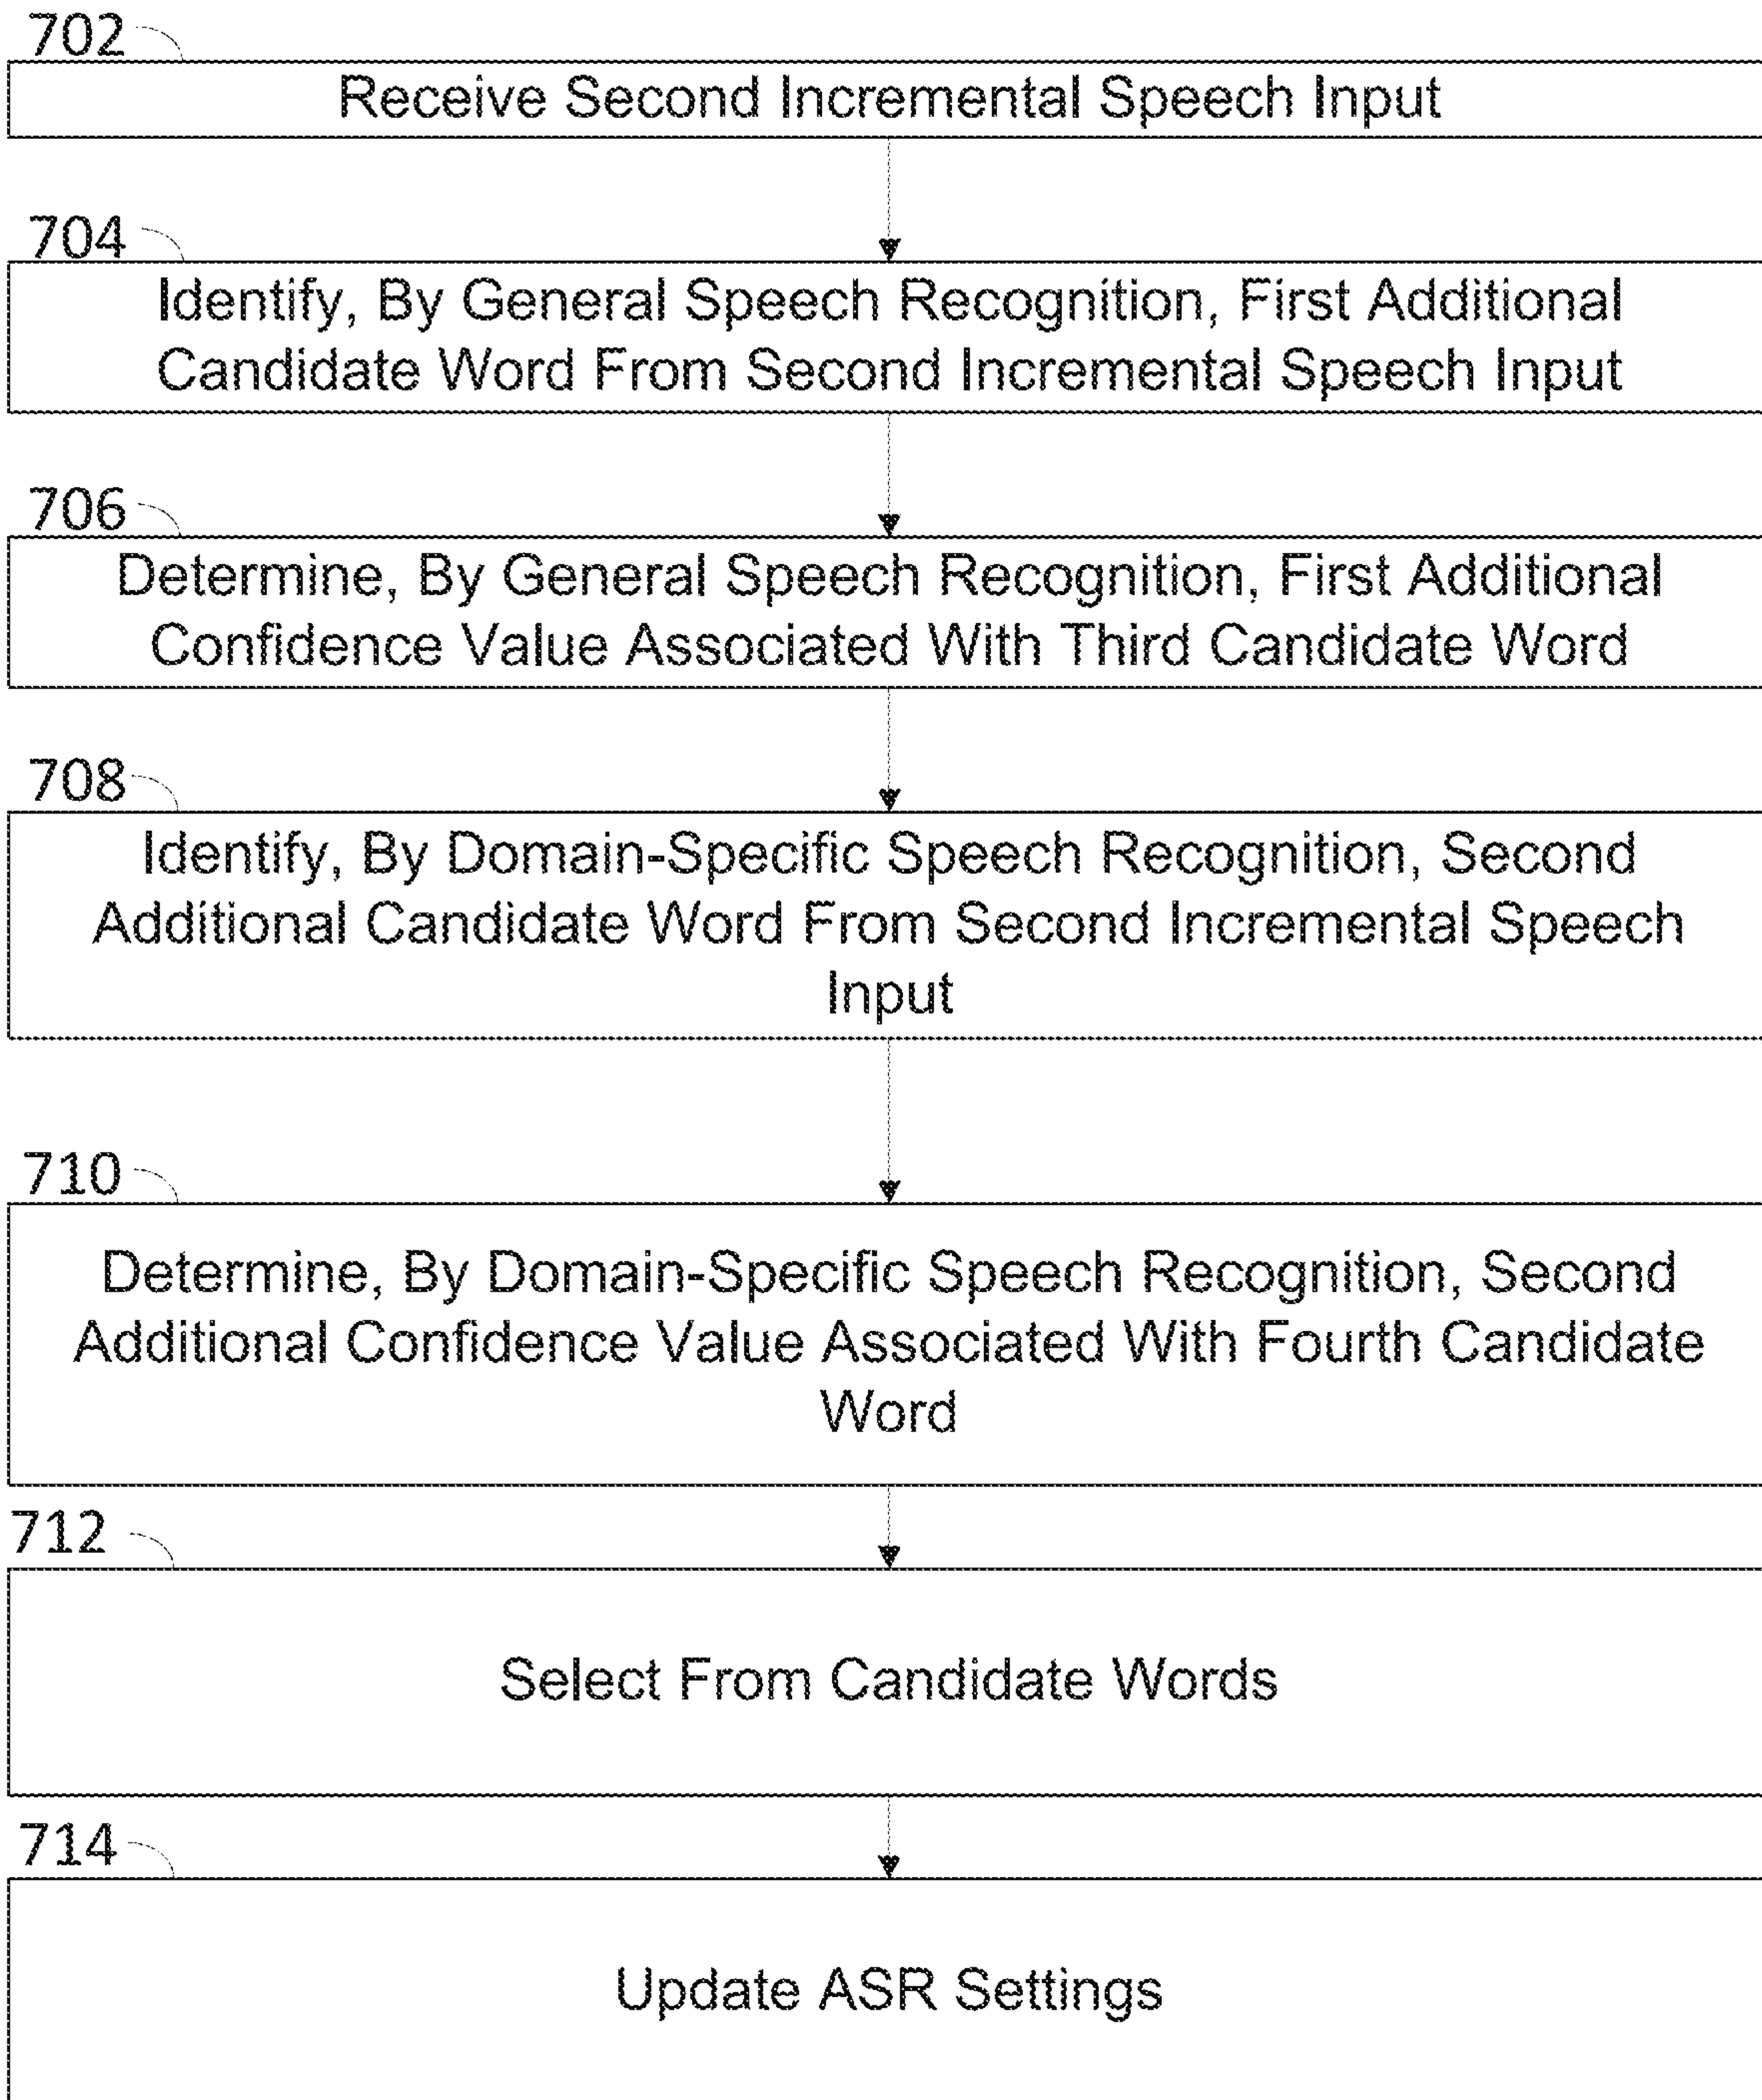 702
Receive Second Incremental Speech Input
704
Identify, By General Speech Recognition, First Additional
Candidate Word From Second Incremental Speech Input
706
Determine, By General Speech Recognition, First Additional
Confidence Value Associated With Third Candidate Word
708
Identify, By Domain-Specific Speech Recognition, Second
Additional Candidate Word From Second Incremental Speech
Input
710
Determine, By Domain-Specific Speech Recognition, Second
Additional Confidence Value Associated With Fourth Candidate
Word
712
Select From Candidate Words
714
Update ASR Settings